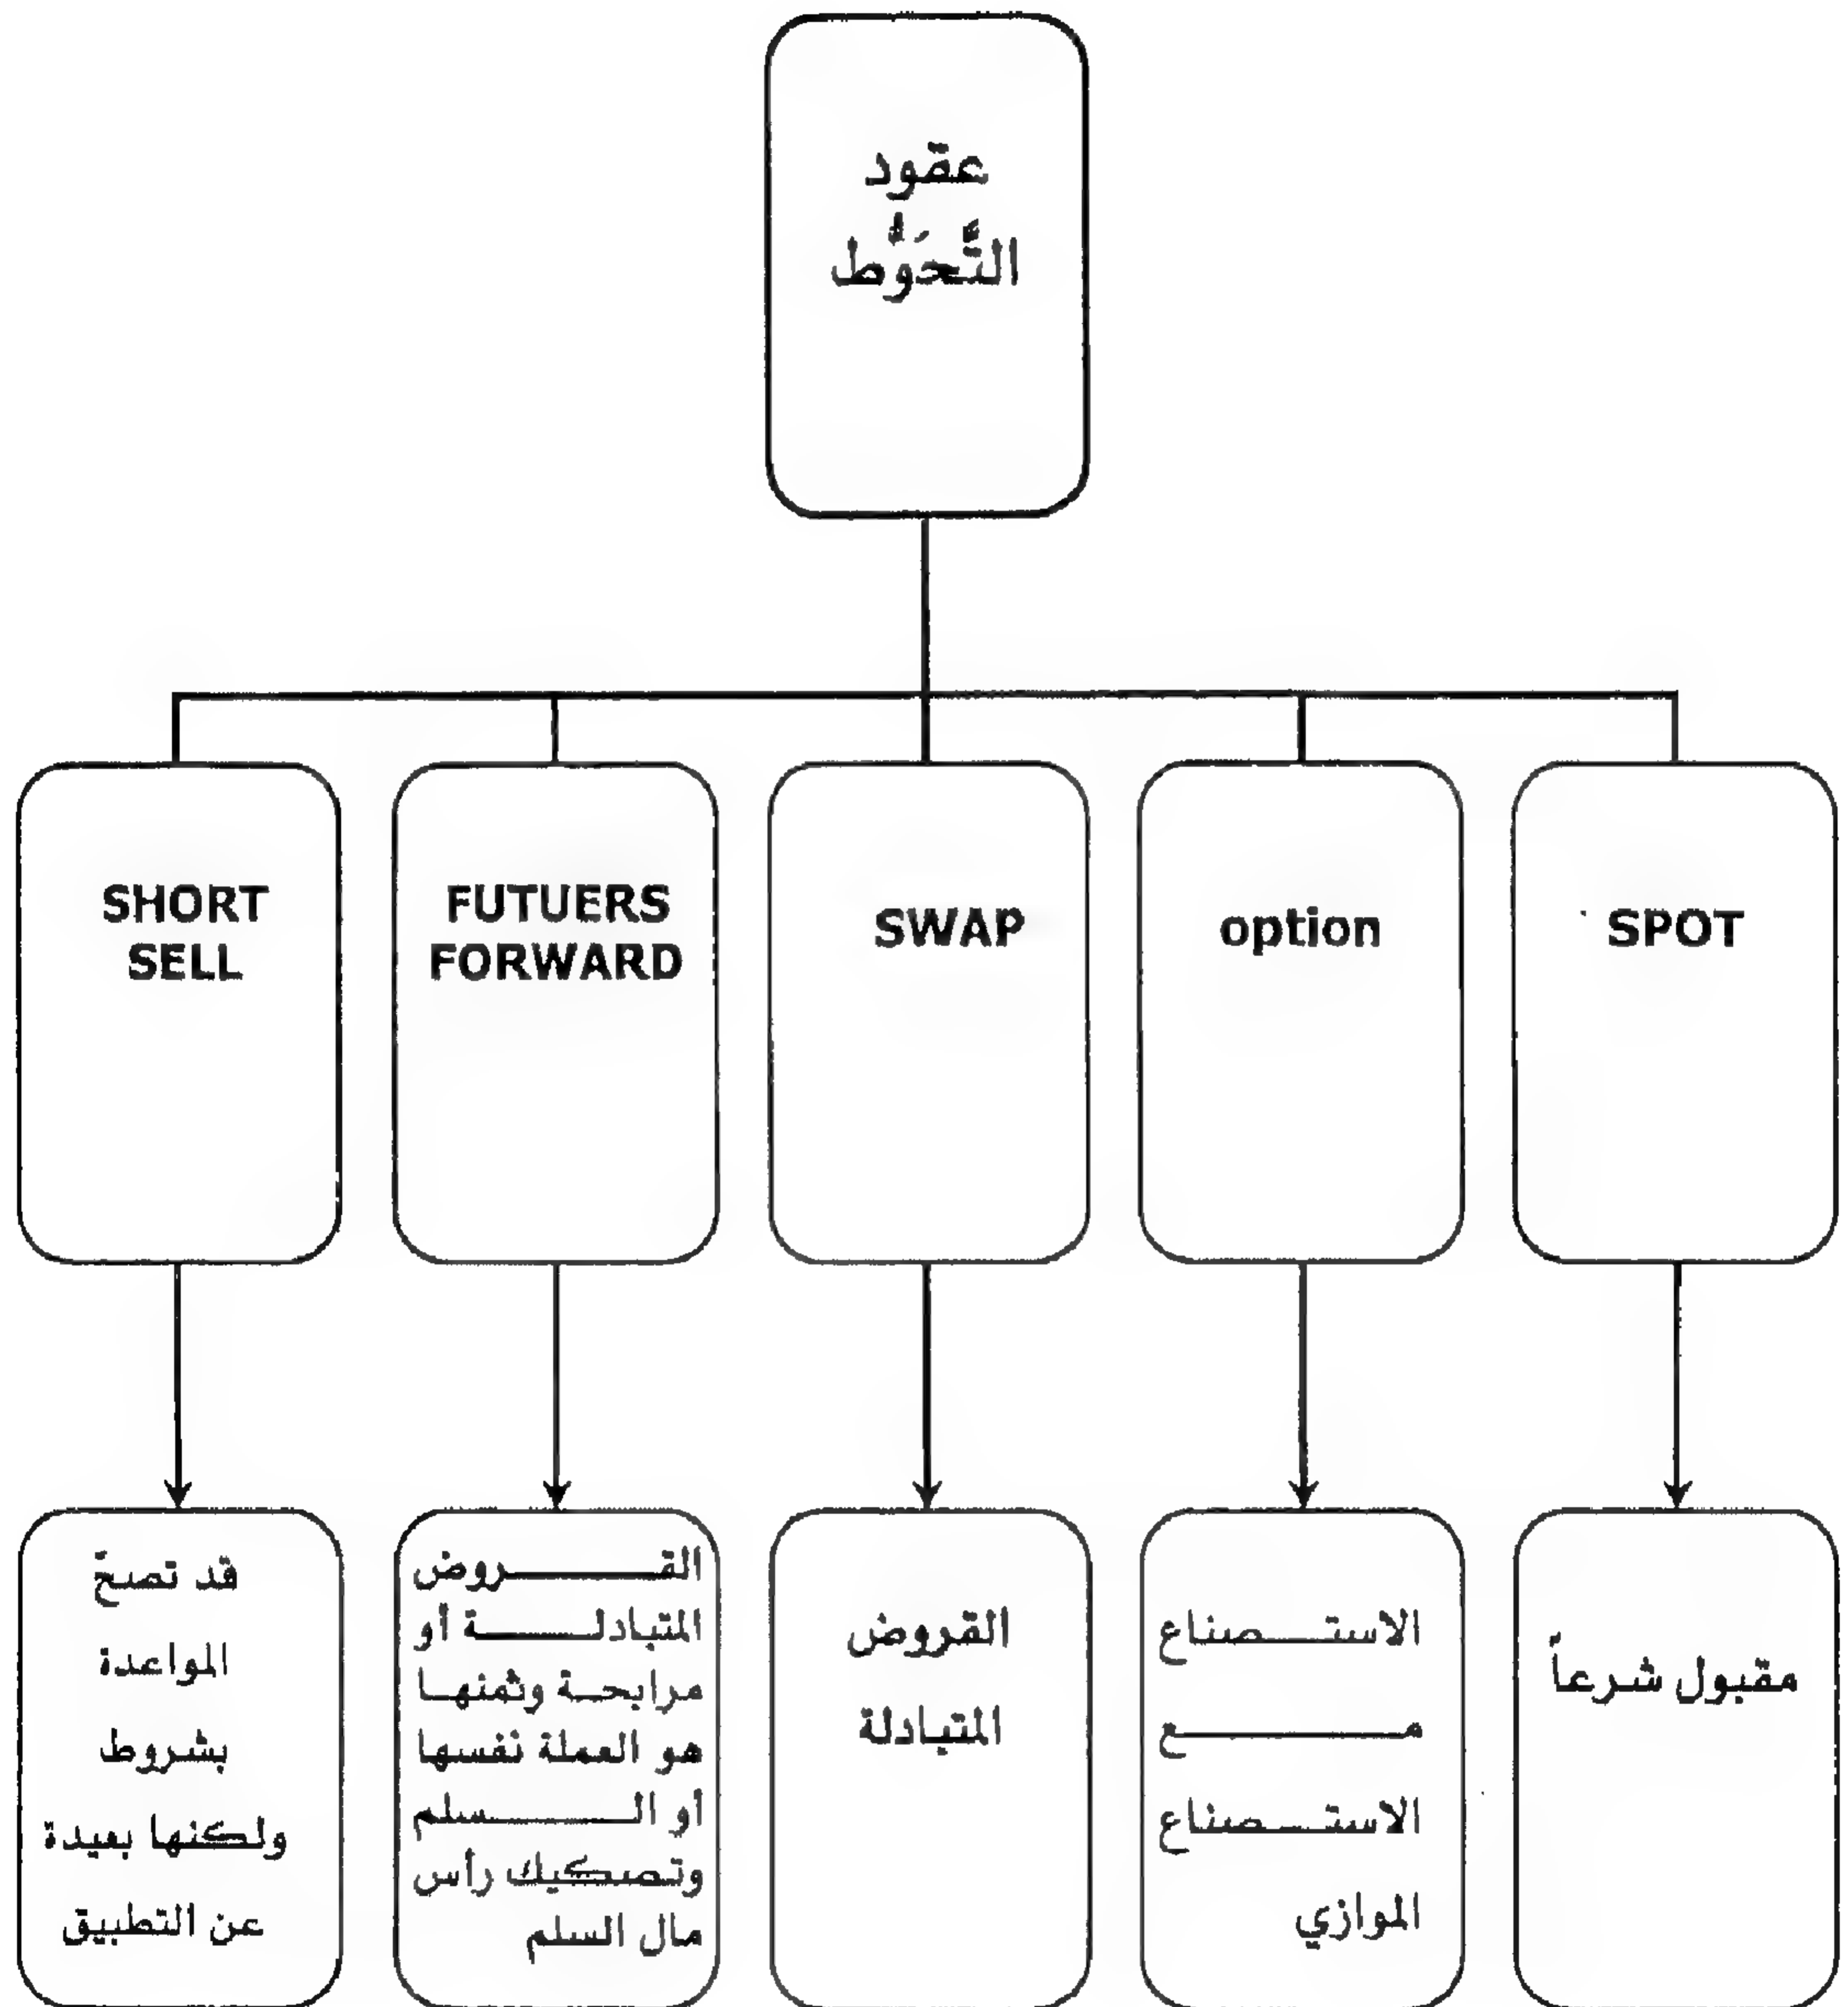 عقود
التَّحَوُّط
SPOT
option
SWAP
FUTUERS
FORWARD
SHORT
SELL
مقبول شرعاً
الاستصناع
مع
الاستصناع
الموازي
القروض
المتبادلة
القروض
المتبادلة أو
مرابحة وثمنها
هو العملة نفسها
أو السلم
وتصكيك رأس
مال السلم
قد تصحّ
المواعدة
بشروط
ولكنها بعيدة
عن التطبيق